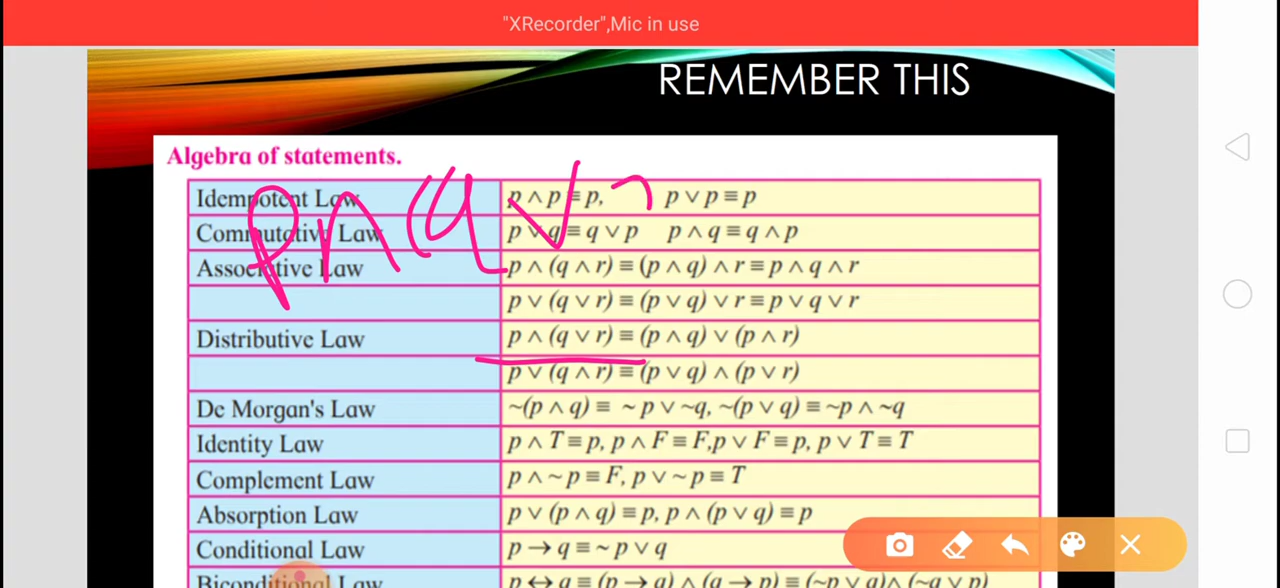 "XRecorder",Mic in use
REMEMBER THIS
Algebra of statements.
Idempotent Law p ∧ p ≡ p, p ∨ p ≡ p
Commutative Law p ∨ q ≡ q ∨ p p ∧ q ≡ q ∧ p
Associative Law p ∧ (q ∧ r) ≡ (p ∧ q) ∧ r ≡ p ∧ q ∧ r
p ∨ (q ∨ r) ≡ (p ∨ q) ∨ r ≡ p ∨ q ∨ r
Distributive Law p ∧ (q ∨ r) ≡ (p ∧ q) ∨ (p ∧ r)
p ∨ (q ∧ r) ≡ (p ∨ q) ∧ (p ∨ r)
De Morgan's Law ~(p ∧ q) ≡ ~ p ∨ ~q, ~(p ∨ q) ≡ ~p ∧ ~q
Identity Law p ∧ T ≡ p, p ∧ F ≡ F, p ∨ F ≡ p, p ∨ T ≡ T
Complement Law p ∧ ~ p ≡ F, p ∨ ~ p ≡ T
Absorption Law p ∨ (p ∧ q) ≡ p, p ∧ (p ∨ q) ≡ p
Conditional Law p → q ≡ ~ p ∨ q
Biconditional Law p ↔ q ≡ (p → q) ∧ (q → p) ≡ (~p ∨ q) ∧ (~q ∨ p)
p ∧ (q ∨